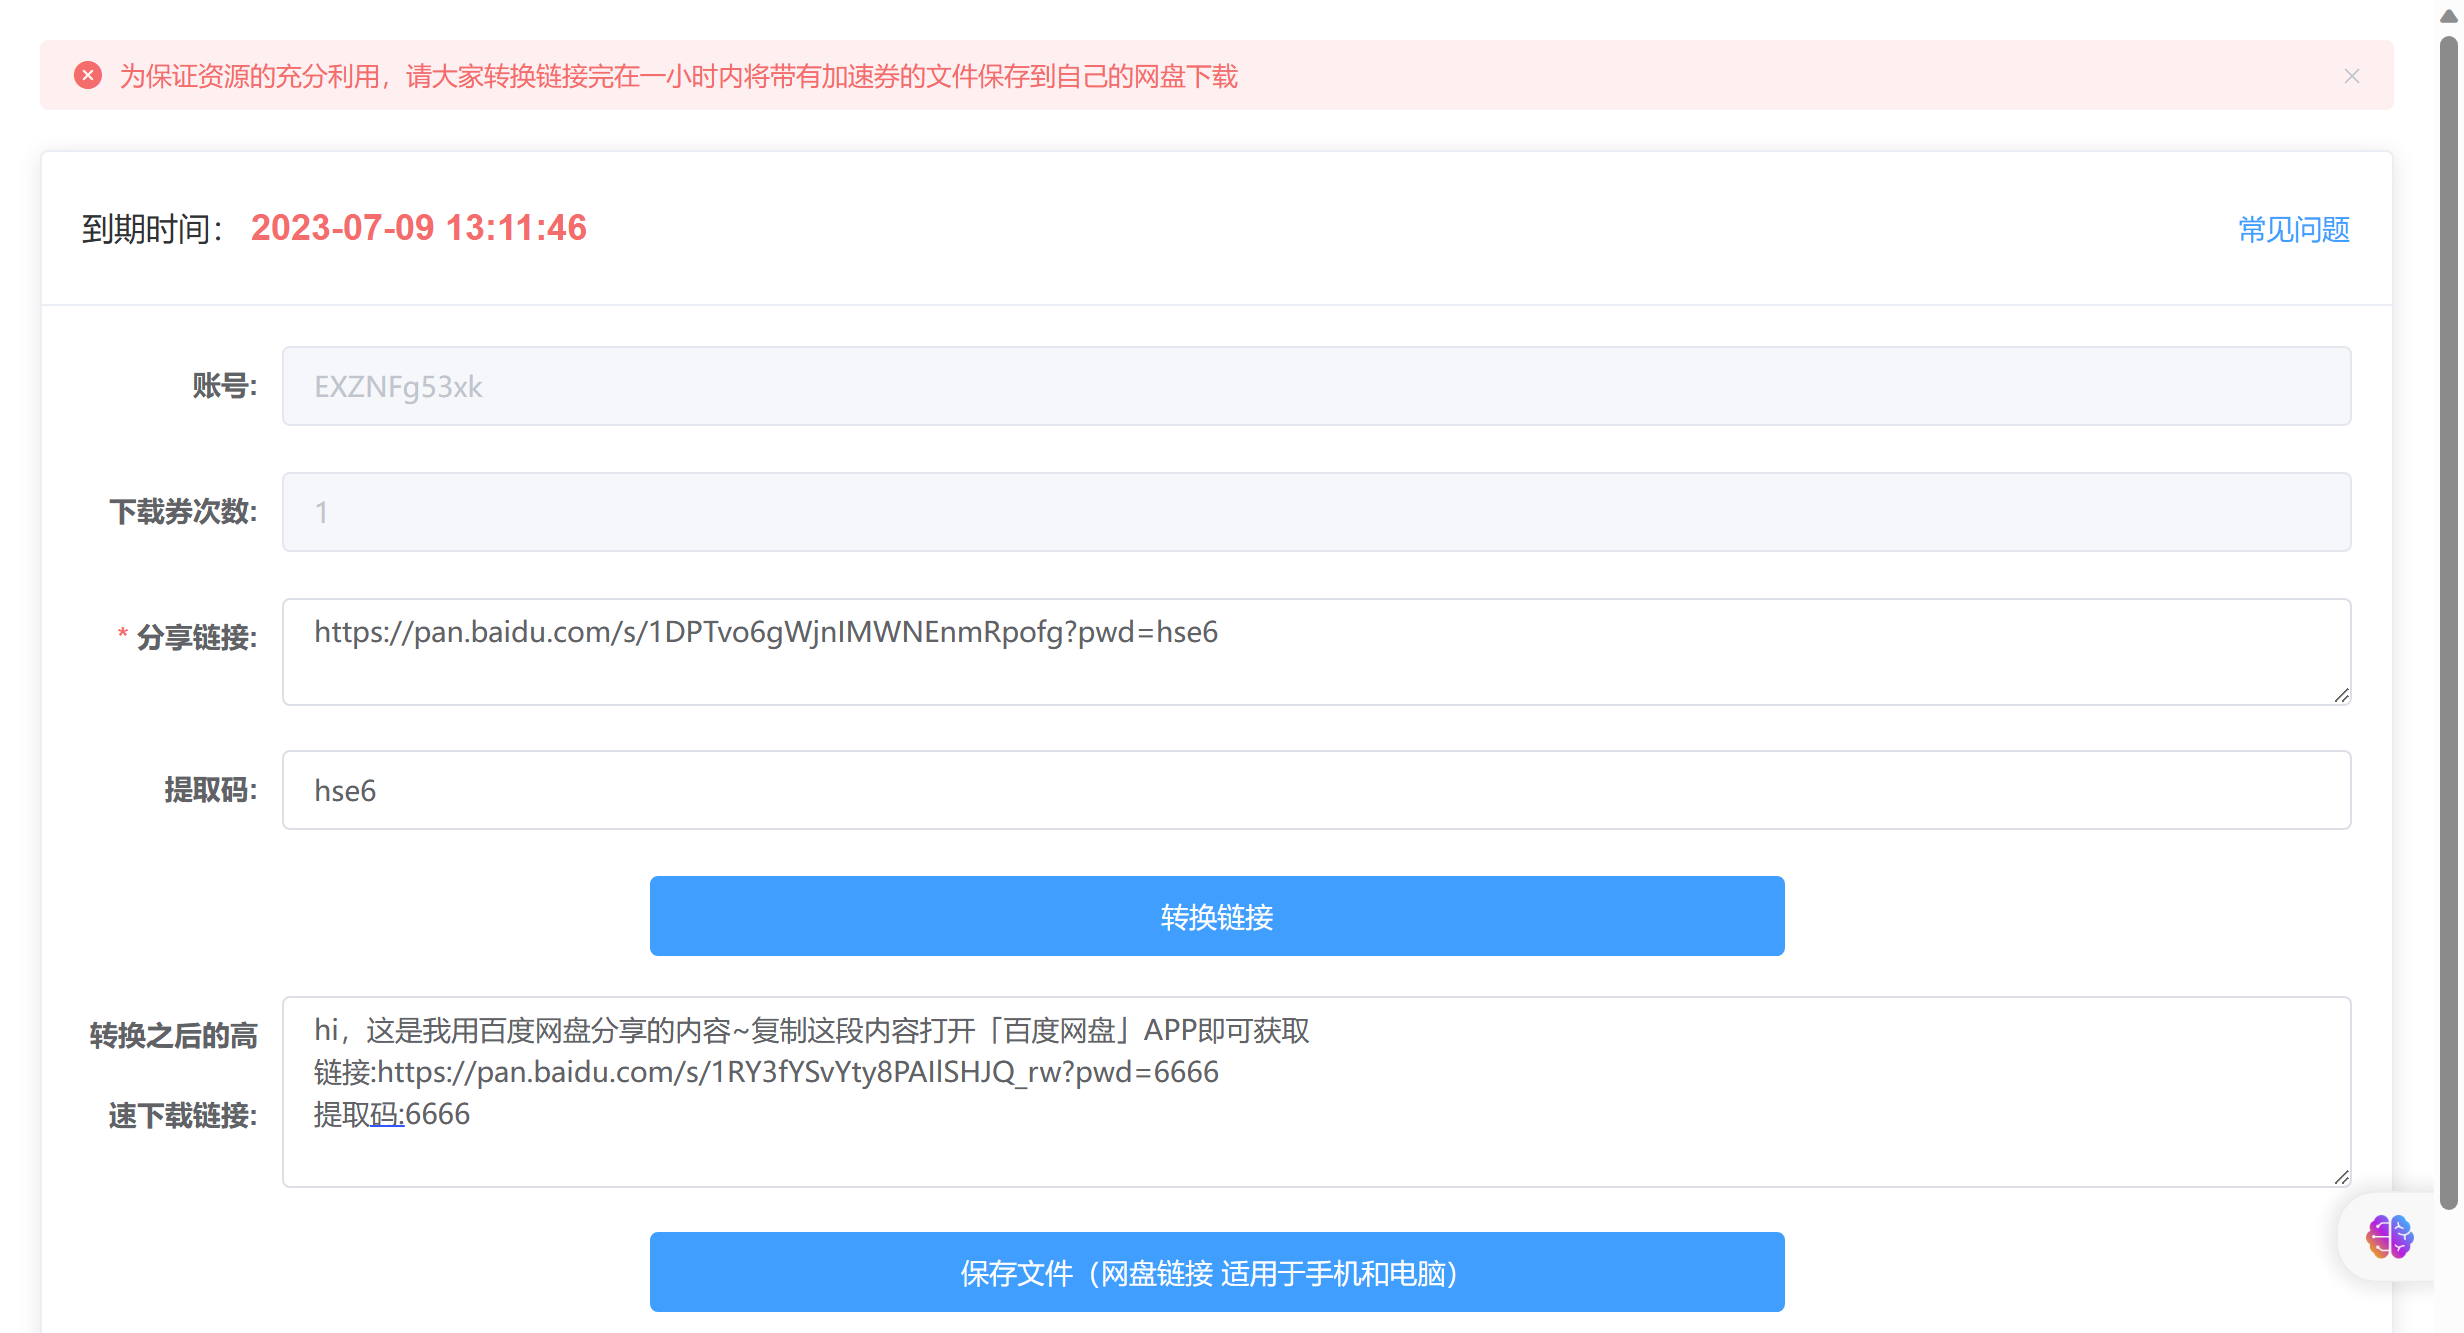 为保证资源的充分利用，请大家转换链接完在一小时内将带有加速券的文件保存到自己的网盘下载
到期时间： 2023-07-09 13:11:46
常见问题
账号: EXZNFg53xk
下载券次数: 1
* 分享链接: https://pan.baidu.com/s/1DPTvo6gWjnIMWNEnmRpofg?pwd=hse6
提取码: hse6
转换链接
转换之后的高
速下载链接:
hi，这是我用百度网盘分享的内容~复制这段内容打开「百度网盘」APP即可获取
链接:https://pan.baidu.com/s/1RY3fYSvYty8PAIlSHJQ_rw?pwd=6666
提取码:6666
保存文件（网盘链接 适用于手机和电脑）